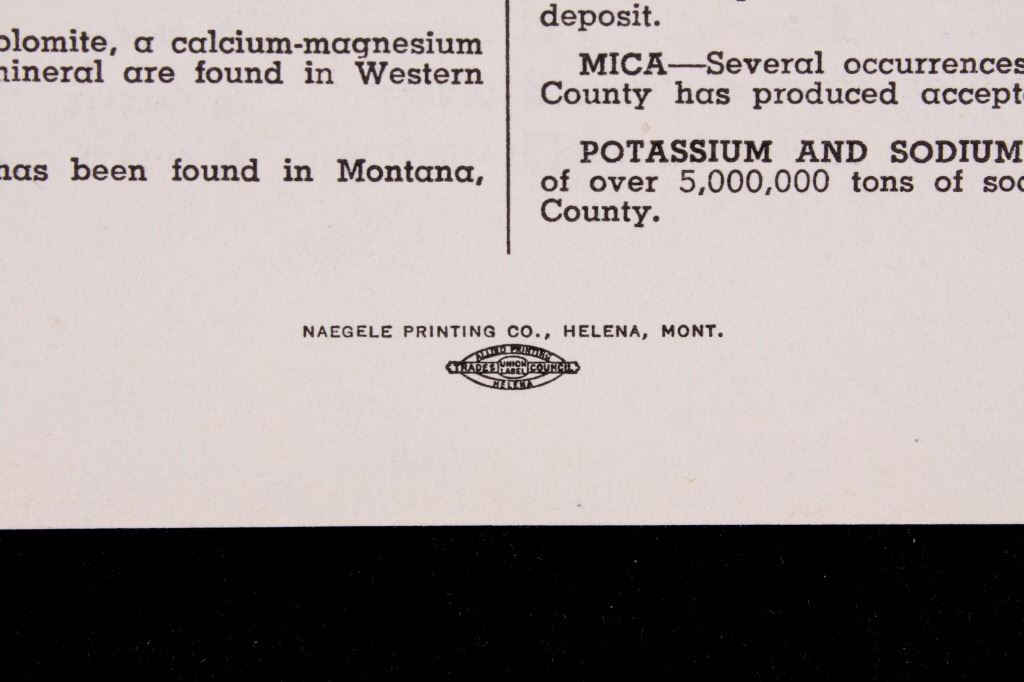 olomite, a calcium-magnesium
mineral are found in Western
has been found in Montana,
deposit.
MICA—Several occurrences
County has produced accept
POTASSIUM AND SODIUM
of over 5,000,000 tons of so
County.
NAEGELE PRINTING CO., HELENA, MONT.
ALLIED PRINTING
TRADES UNION LABEL COUNCIL
HELENA